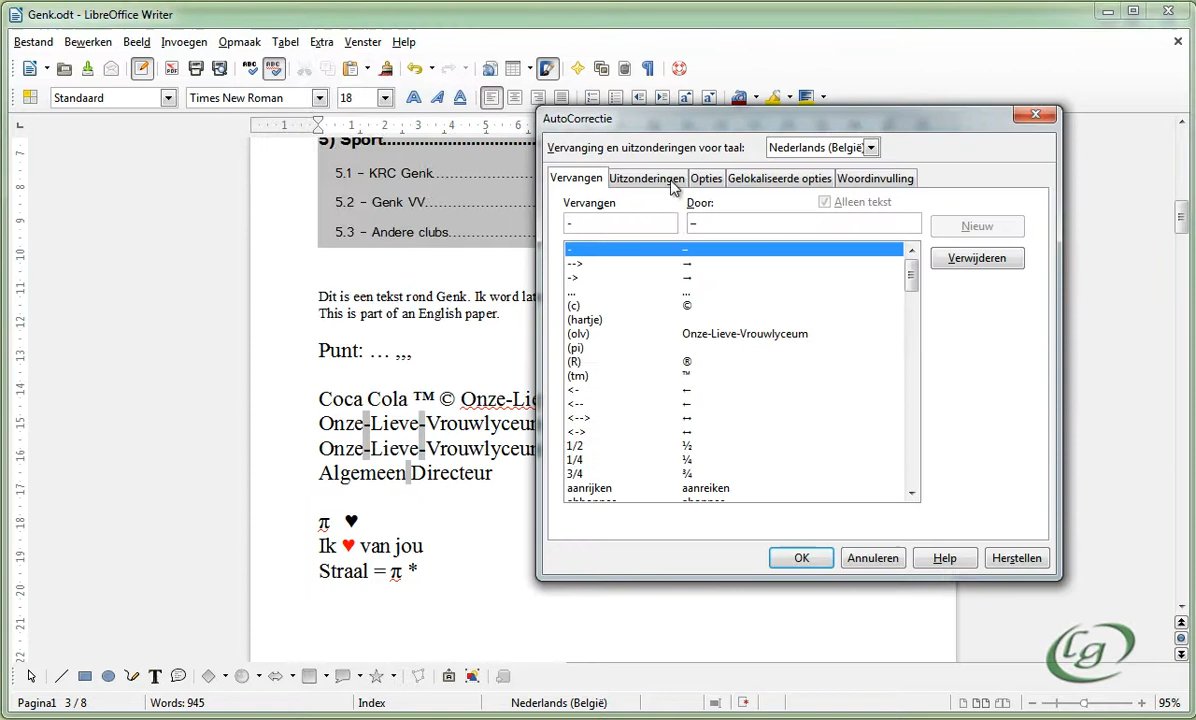 Genk.odt - LibreOffice Writer
Bestand Bewerken Beeld Invoegen Opmaak Tabel Extra Venster Help
Standaard Times New Roman 18
5) Sport
5.1 – KRC Genk
5.2 – Genk VV
5.3 – Andere clubs
Dit is een tekst rond Genk. Ik word
This is part of an English paper.
Punt: … ,,,
Coca Cola ™ © Onze-Lie
Onze-Lieve-Vrouwlyceum
Onze-Lieve-Vrouwlyceum
Algemeen Directeur
π ♥
Ik ♥ van jou
Straal = π *
AutoCorrectie
Vervanging en uitzonderingen voor taal: Nederlands (België)
Vervangen Uitzonderingen Opties Gelokaliseerde opties Woordinvulling
Vervangen Door: Alleen tekst
- –
Nieuw
Verwijderen
- –
--> →
-> →
... …
(c) ©
(hartje)
(olv) Onze-Lieve-Vrouwlyceum
(pi)
(R) ®
(tm) ™
<- ←
<-- ←
<--> ↔
<-> ↔
1/2 ½
1/4 ¼
3/4 ¾
aanrijken aanreiken
OK Annuleren Help Herstellen
lg
Pagina1 3 / 8 Words: 945 Index Nederlands (België) 95%